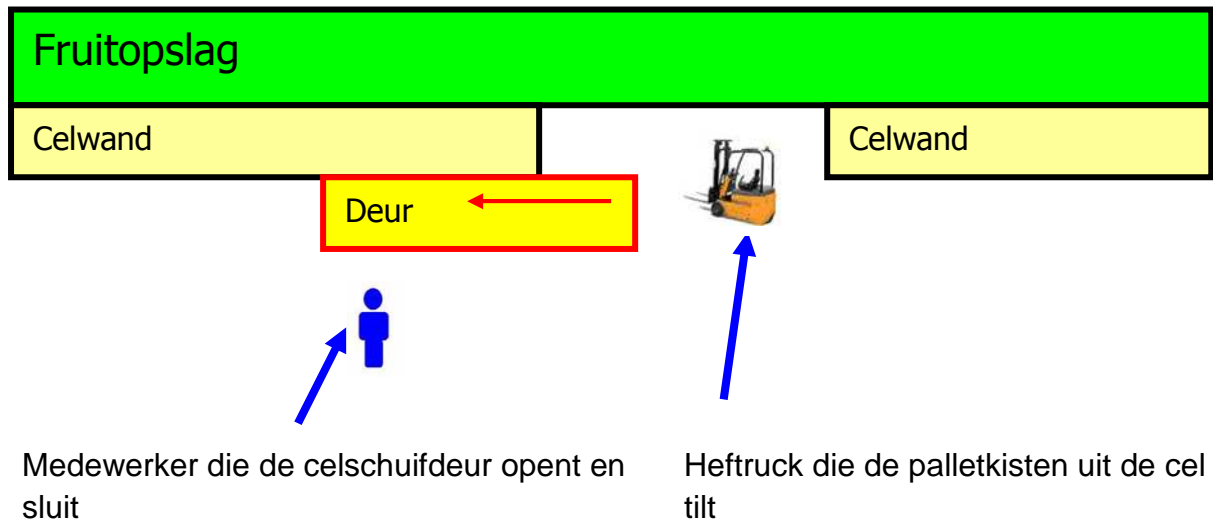 Fruitopslag
Celwand
Celwand
Deur
Medewerker die de celschuifdeur opent en
sluit
Heftruck die de palletkisten uit de cel
tilt